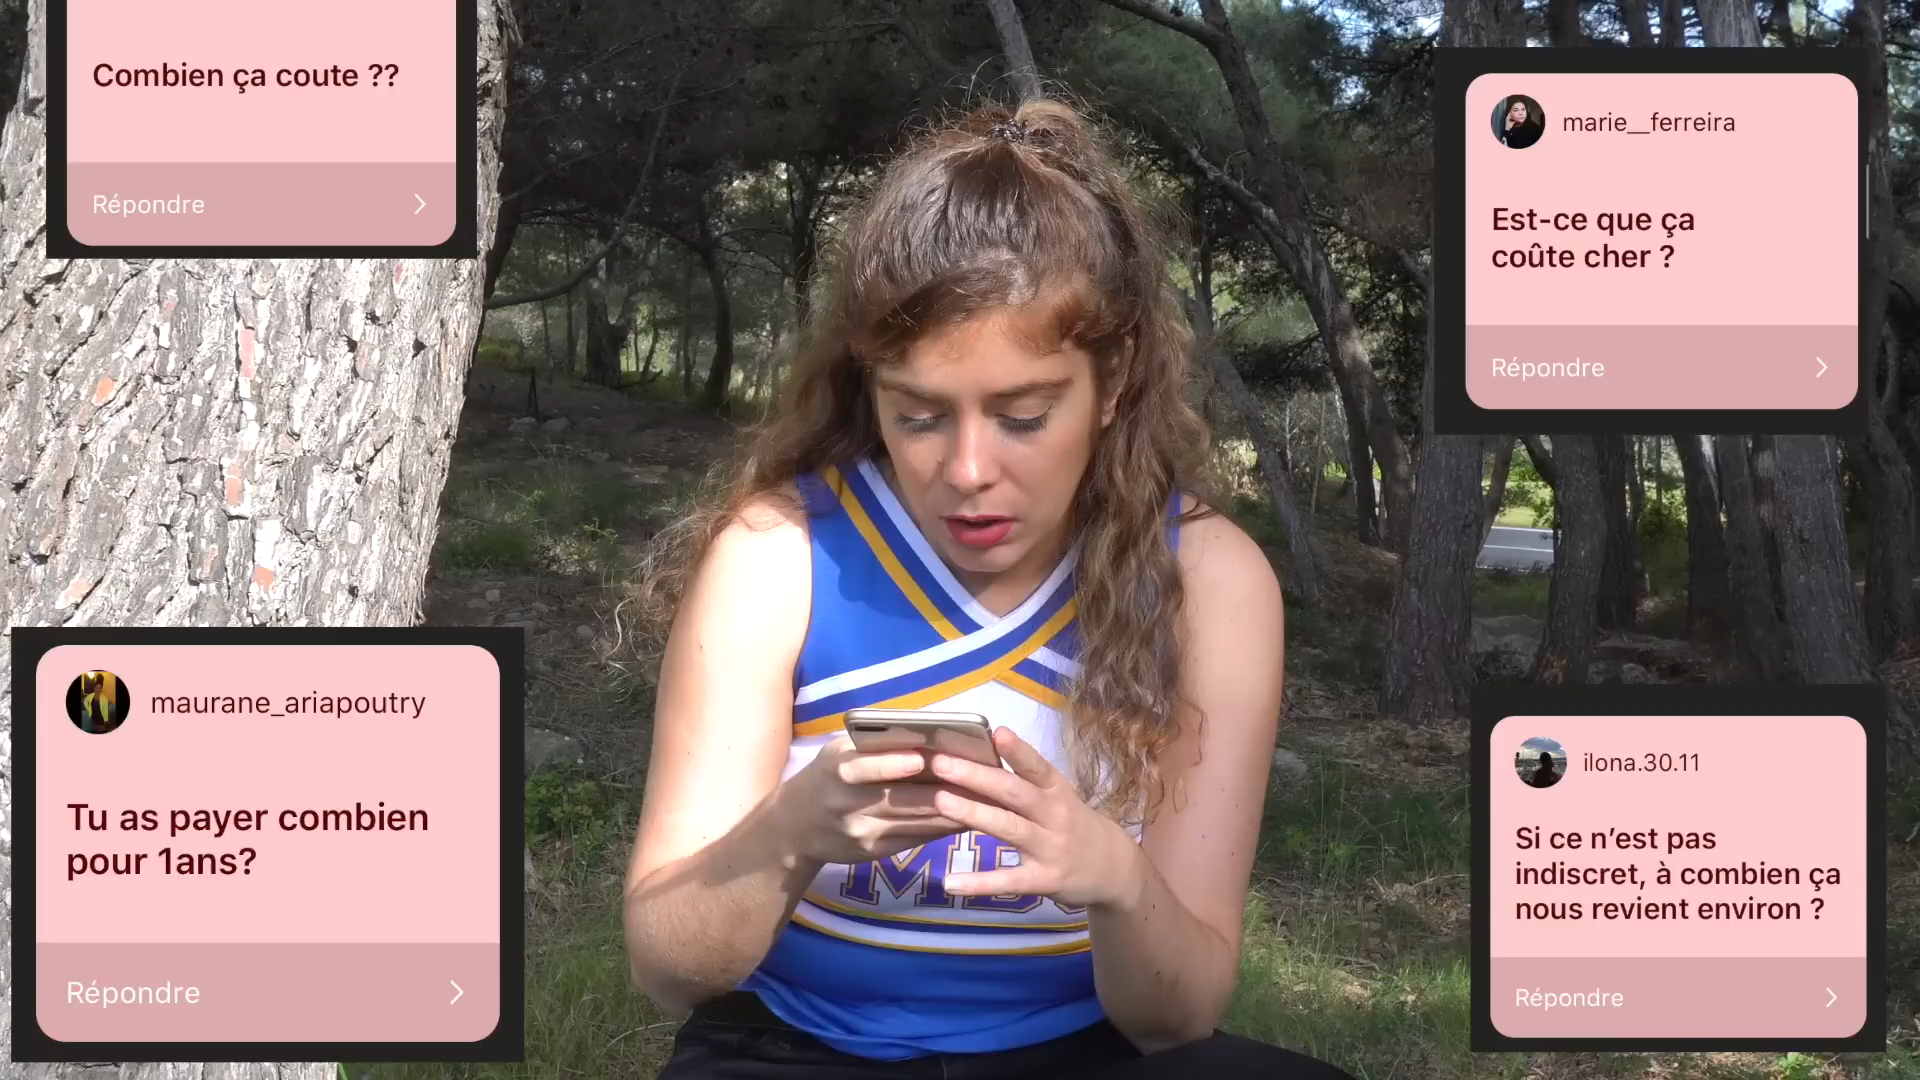 Combien ça coute ??
Répondre
marie__ferreira
Est-ce que ça
coûte cher ?
Répondre
maurane_ariapoutry
Tu as payer combien
pour 1ans?
Répondre
ilona.30.11
Si ce n’est pas
indiscret, à combien ça
nous revient environ ?
Répondre